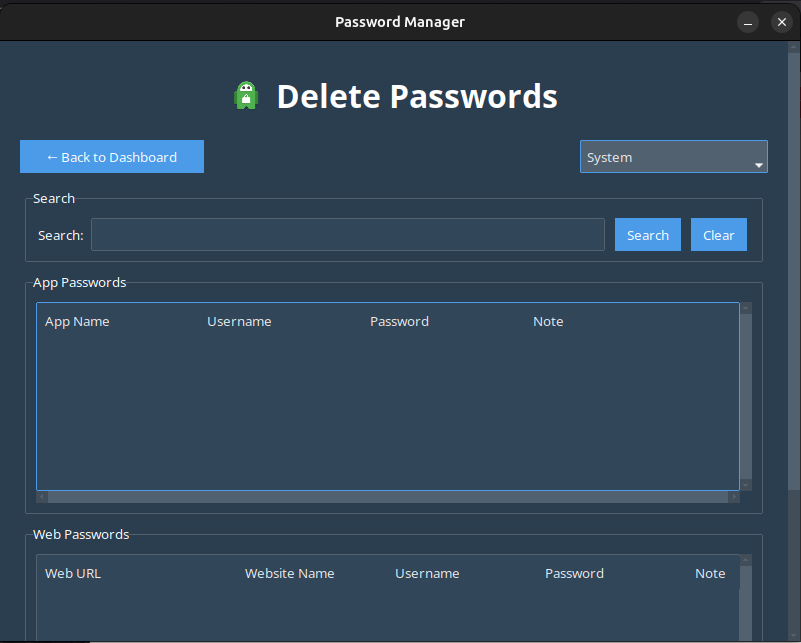 Password Manager
Delete Passwords
← Back to Dashboard
System
Search
Search:
Search
Clear
App Passwords
App Name Username Password Note
Web Passwords
Web URL Website Name Username Password Note